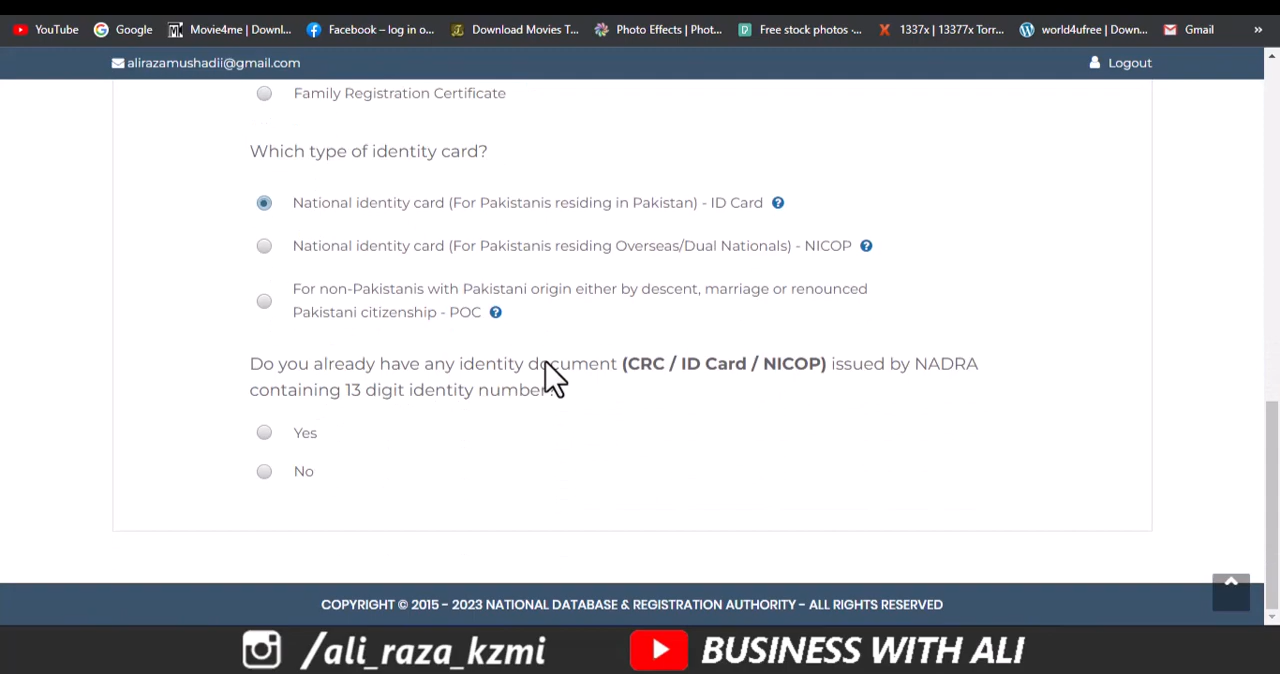 YouTube Google Movie4me | Downl... Facebook – log in o... Download Movies T... Photo Effects | Phot... Free stock photos -... 1337x | 13377x Torr... world4ufree | Down... Gmail »
alirazamushadii@gmail.com Logout
Family Registration Certificate
Which type of identity card?
National identity card (For Pakistanis residing in Pakistan) - ID Card
National identity card (For Pakistanis residing Overseas/Dual Nationals) - NICOP
For non-Pakistanis with Pakistani origin either by descent, marriage or renounced
Pakistani citizenship - POC
Do you already have any identity document (CRC / ID Card / NICOP) issued by NADRA
containing 13 digit identity number?
Yes
No
COPYRIGHT © 2015 - 2023 NATIONAL DATABASE & REGISTRATION AUTHORITY - ALL RIGHTS RESERVED
/ali_raza_kzmi BUSINESS WITH ALI